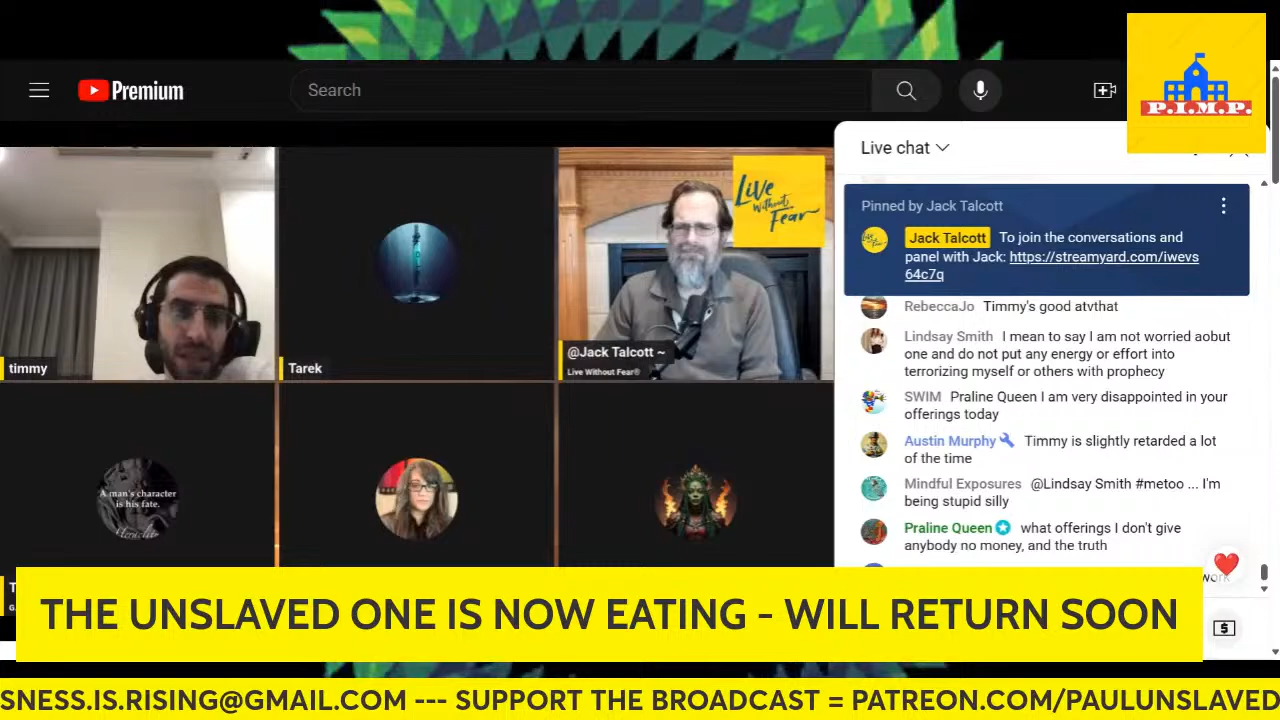 Premium
Search
P.I.M.P.
Live chat
Pinned by Jack Talcott
Jack Talcott To join the conversations and
panel with Jack: https://streamyard.com/iwevs
64c7q
RebeccaJo Timmy's good atvthat
Lindsay Smith I mean to say I am not worried aobut
one and do not put any energy or effort into
terrorizing myself or others with prophecy
SWIM Praline Queen I am very disappointed in your
offerings today
Austin Murphy Timmy is slightly retarded a lot
of the time
Mindful Exposures @Lindsay Smith #metoo ... I'm
being stupid silly
Praline Queen what offerings I don't give
anybody no money, and the truth
work
LIVE
Without
Fear
timmy
Tarek
@Jack Talcott ~
Live Without Fear®
A man's character
is his fate.
Heraclitus
THE UNSLAVED ONE IS NOW EATING - WILL RETURN SOON
SNESS.IS.RISING@GMAIL.COM --- SUPPORT THE BROADCAST = PATREON.COM/PAULUNSLAVED